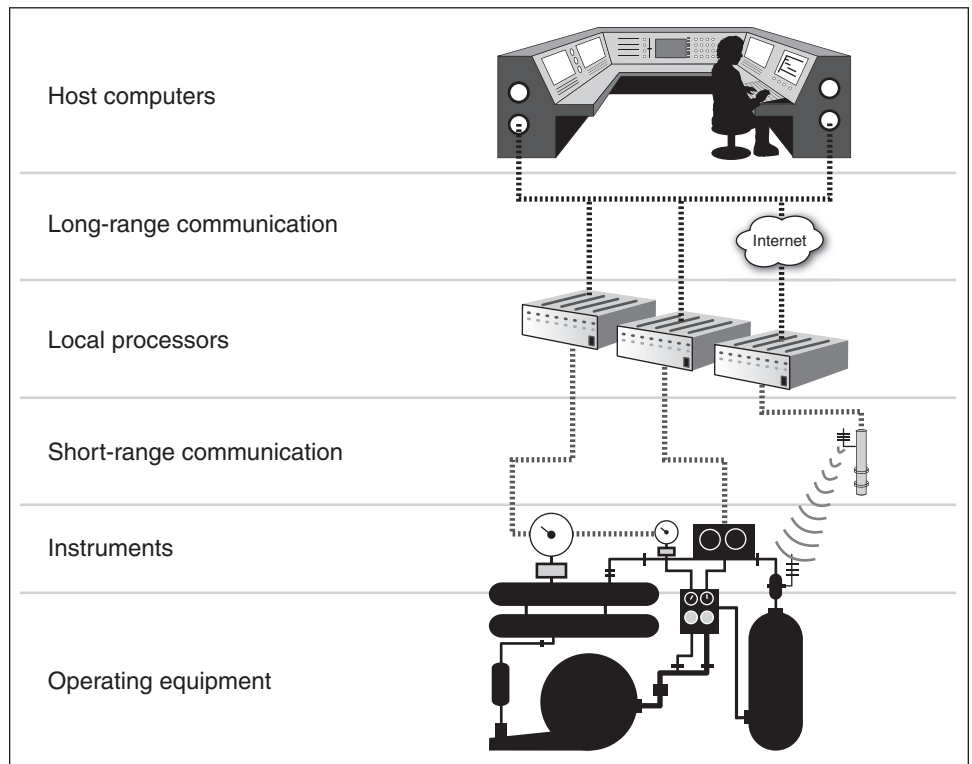 Host computers
Long-range communication
Internet
Local processors
Short-range communication
Instruments
Operating equipment